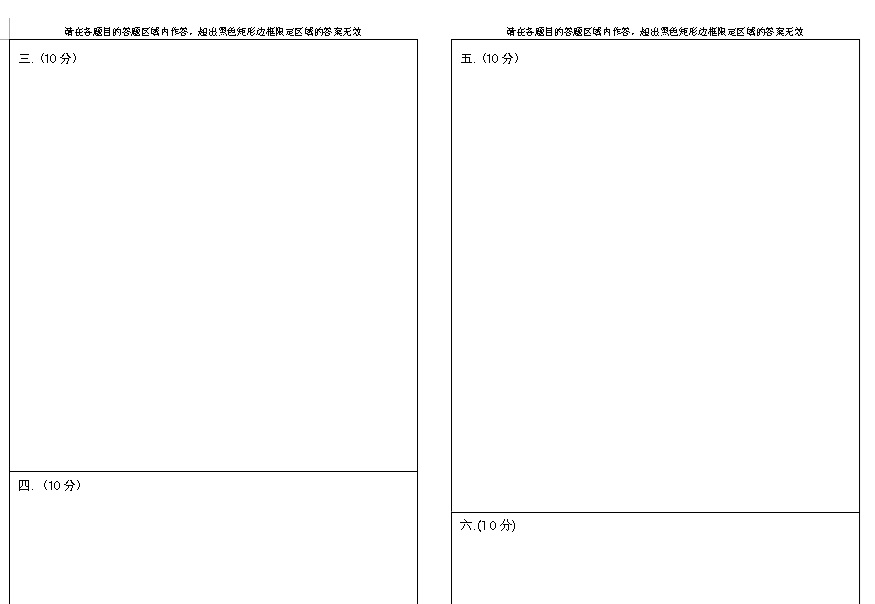 请在各题目的答题区域内作答，超出黑色矩形边框限定区域的答案无效
三.（10 分）
四.（10 分）
请在各题目的答题区域内作答，超出黑色矩形边框限定区域的答案无效
五.（10 分）
六.(1 0 分)